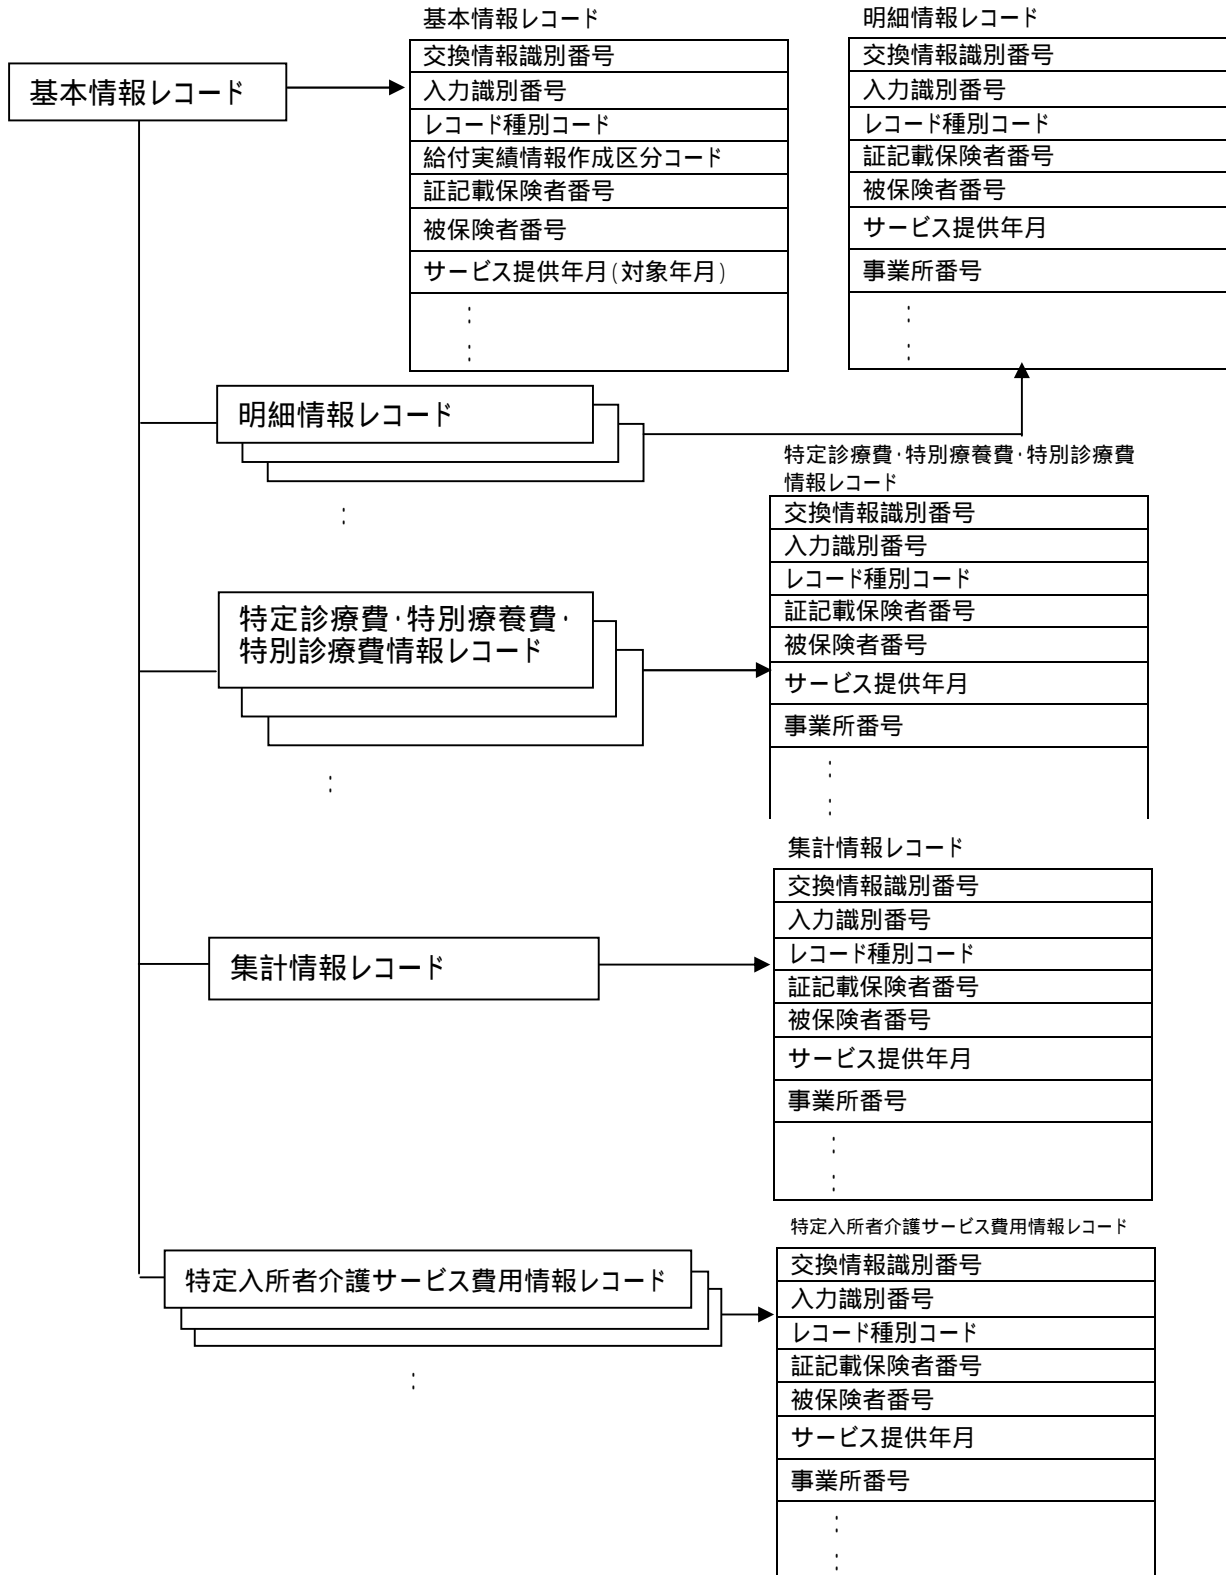 基本情報レコード
基本情報レコード
交換情報識別番号
入力識別番号
レコード種別コード
給付実績情報作成区分コード
証記載保険者番号
被保険者番号
サービス提供年月(対象年月)
:
:
明細情報レコード
交換情報識別番号
入力識別番号
レコード種別コード
証記載保険者番号
被保険者番号
サービス提供年月
事業所番号
:
:
明細情報レコード
:
特定診療費・特別療養費・
特別診療費情報レコード
:
特定診療費・特別療養費・特別診療費
情報レコード
交換情報識別番号
入力識別番号
レコード種別コード
証記載保険者番号
被保険者番号
サービス提供年月
事業所番号
:
:
集計情報レコード
集計情報レコード
交換情報識別番号
入力識別番号
レコード種別コード
証記載保険者番号
被保険者番号
サービス提供年月
事業所番号
:
:
特定入所者介護サービス費用情報レコード
:
特定入所者介護サービス費用情報レコード
交換情報識別番号
入力識別番号
レコード種別コード
証記載保険者番号
被保険者番号
サービス提供年月
事業所番号
:
: